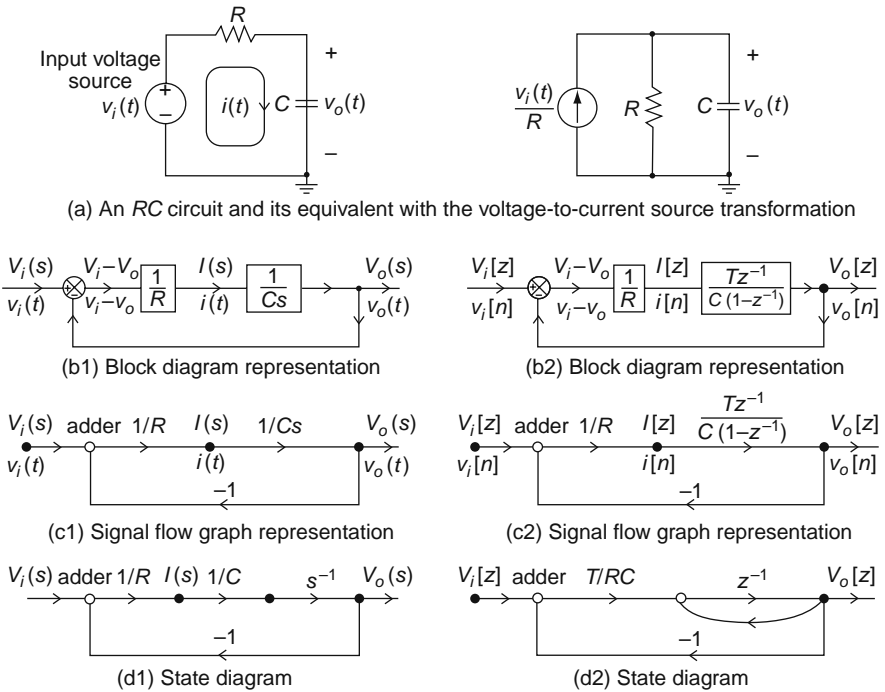 R
Input voltage
source
v_i(t)
+
−
i(t)
C
+
v_o(t)
−
v_i(t)
R
R
C
+
v_o(t)
−
(a) An RC circuit and its equivalent with the voltage-to-current source transformation
V_i(s)
v_i(t)
+
−
V_i–V_o
v_i–v_o
1
R
I(s)
i(t)
1
Cs
V_o(s)
v_o(t)
(b1) Block diagram representation
V_i[z]
v_i[n]
+
−
V_i–V_o
v_i–v_o
1
R
I[z]
i[n]
Tz⁻¹
C (1–z⁻¹)
V_o[z]
v_o[n]
(b2) Block diagram representation
V_i(s) adder 1/R I(s) 1/Cs V_o(s)
v_i(t) i(t) v_o(t)
–1
(c1) Signal flow graph representation
Tz⁻¹
V_i[z] adder 1/R I[z] C (1–z⁻¹) V_o[z]
v_i[n] i[n] v_o[n]
–1
(c2) Signal flow graph representation
V_i(s) adder 1/R I(s) 1/C s⁻¹ V_o(s)
–1
(d1) State diagram
V_i[z] adder T/RC z⁻¹ V_o[z]
–1
(d2) State diagram